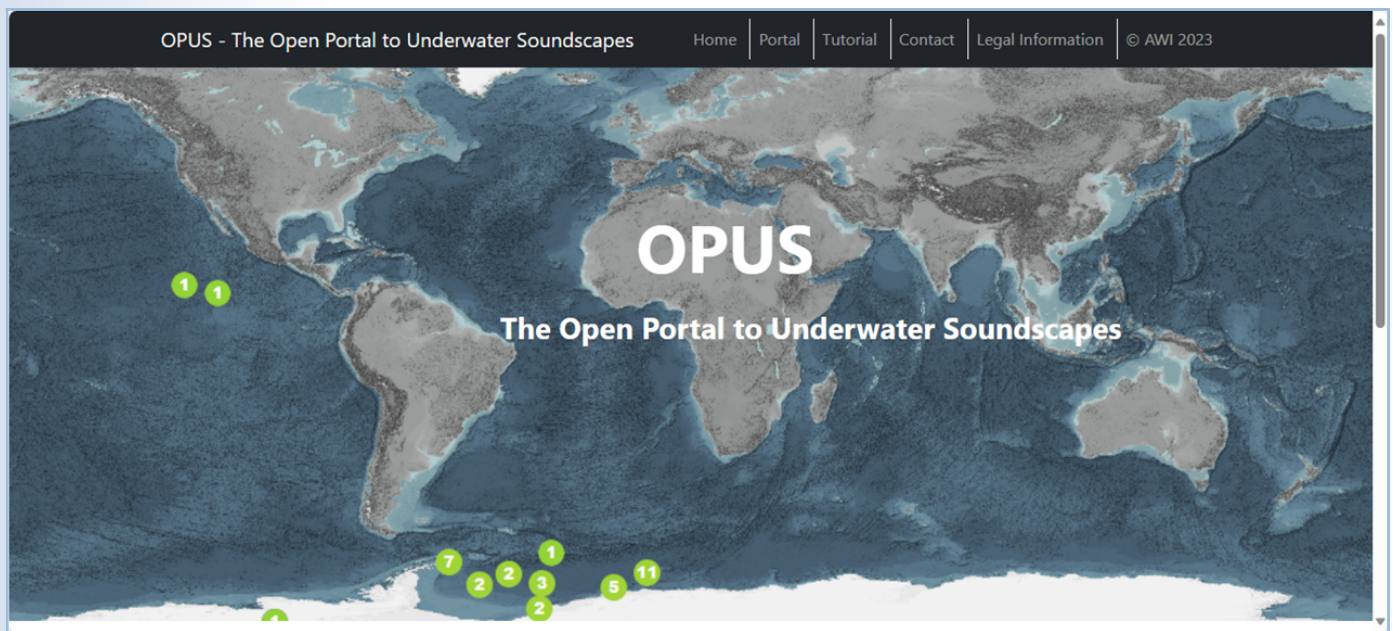 OPUS - The Open Portal to Underwater Soundscapes Home Portal Tutorial Contact Legal Information © AWI 2023
OPUS
1 1
The Open Portal to Underwater Soundscapes
7 2 2 1 3 2 5 11
1